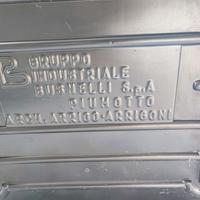 GRUPPO
INDUSTRIALE
BUSNELLI S.p.A
PIUMOTTO
ARCH. ARRIGO-ARRIGONI